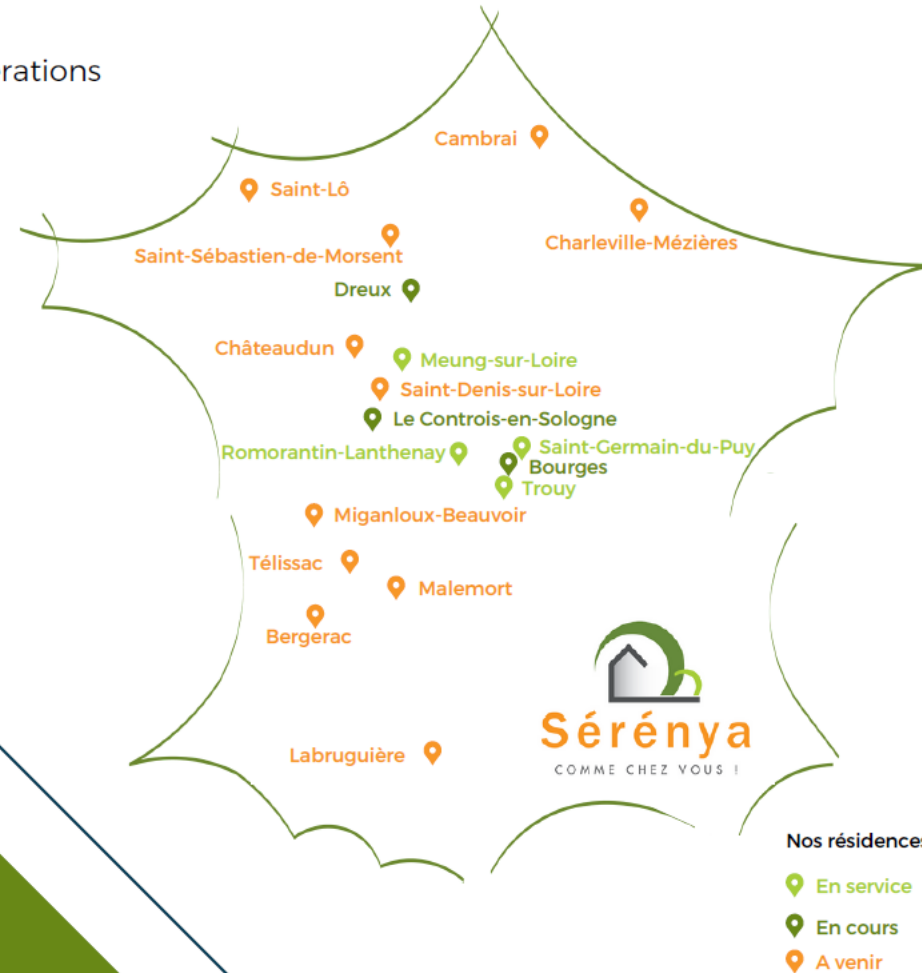 rations
Cambrai
Saint-Lô
Charleville-Mézières
Saint-Sébastien-de-Morsent
Dreux
Châteaudun
Meung-sur-Loire
Saint-Denis-sur-Loire
Le Controis-en-Sologne
Romorantin-Lanthenay
Saint-Germain-du-Puy
Bourges
Trouy
Miganloux-Beauvoir
Télissac
Malemort
Bergerac
Sérénya
COMME CHEZ VOUS !
Labruguière
Nos résidences
En service
En cours
A venir